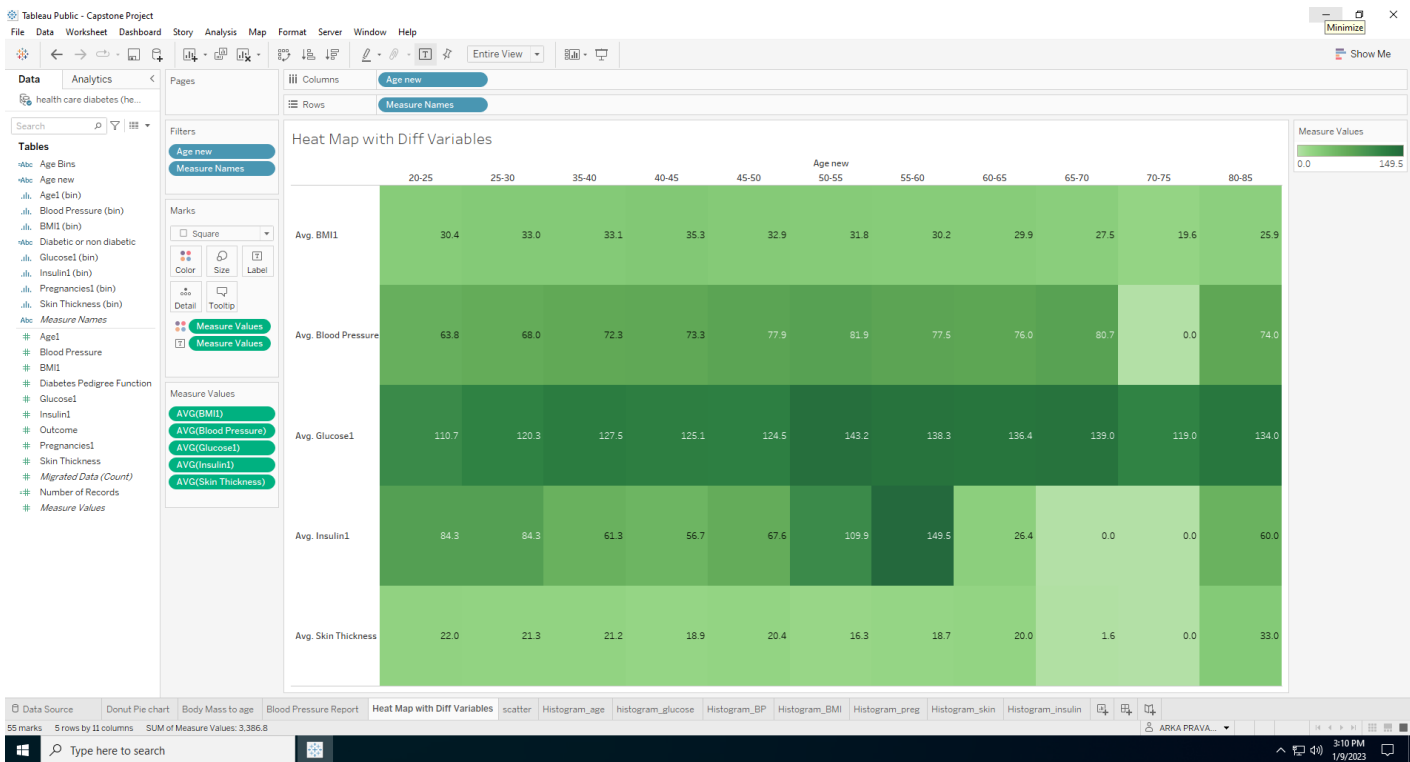 Tableau Public - Capstone Project
Minimize
File Data Worksheet Dashboard Story Analysis Map Format Server Window Help
Entire View
Show Me
Data Analytics
health care diabetes (he...
Search
Tables
Abc Age Bins
Abc Age new
Age1 (bin)
Blood Pressure (bin)
BMI1 (bin)
Abc Diabetic or non diabetic
Glucose1 (bin)
Insulin1 (bin)
Pregnancies1 (bin)
Skin Thickness (bin)
Abc Measure Names
# Age1
# Blood Pressure
# BMI1
# Diabetes Pedigree Function
# Glucose1
# Insulin1
# Outcome
# Pregnancies1
# Skin Thickness
# Migrated Data (Count)
=# Number of Records
# Measure Values
Pages
Filters
Age new
Measure Names
Marks
Square
Color Size Label
Detail Tooltip
Measure Values
Measure Values
Measure Values
AVG(BMI1)
AVG(Blood Pressure)
AVG(Glucose1)
AVG(Insulin1)
AVG(Skin Thickness)
Columns Age new
Rows Measure Names
Heat Map with Diff Variables
Age new
20-25 25-30 35-40 40-45 45-50 50-55 55-60 60-65 65-70 70-75 80-85
Avg. BMI1 30.4 33.0 33.1 35.3 32.9 31.8 30.2 29.9 27.5 19.6 25.9
Avg. Blood Pressure 63.8 68.0 72.3 73.3 77.9 81.9 77.5 76.0 80.7 0.0 74.0
Avg. Glucose1 110.7 120.3 127.5 125.1 124.5 143.2 138.3 136.4 139.0 119.0 134.0
Avg. Insulin1 84.3 84.3 61.3 56.7 67.6 109.9 149.5 26.4 0.0 0.0 60.0
Avg. Skin Thickness 22.0 21.3 21.2 18.9 20.4 16.3 18.7 20.0 1.6 0.0 33.0
Measure Values
0.0 149.5
Data Source Donut Pie chart Body Mass to age Blood Pressure Report Heat Map with Diff Variables scatter Histogram_age histogram_glucose Histogram_BP Histogram_BMI Histogram_preg Histogram_skin Histogram_insulin
55 marks 5 rows by 11 columns SUM of Measure Values: 3,386.8
ARKA PRAVA...
Type here to search
3:10 PM
1/9/2023